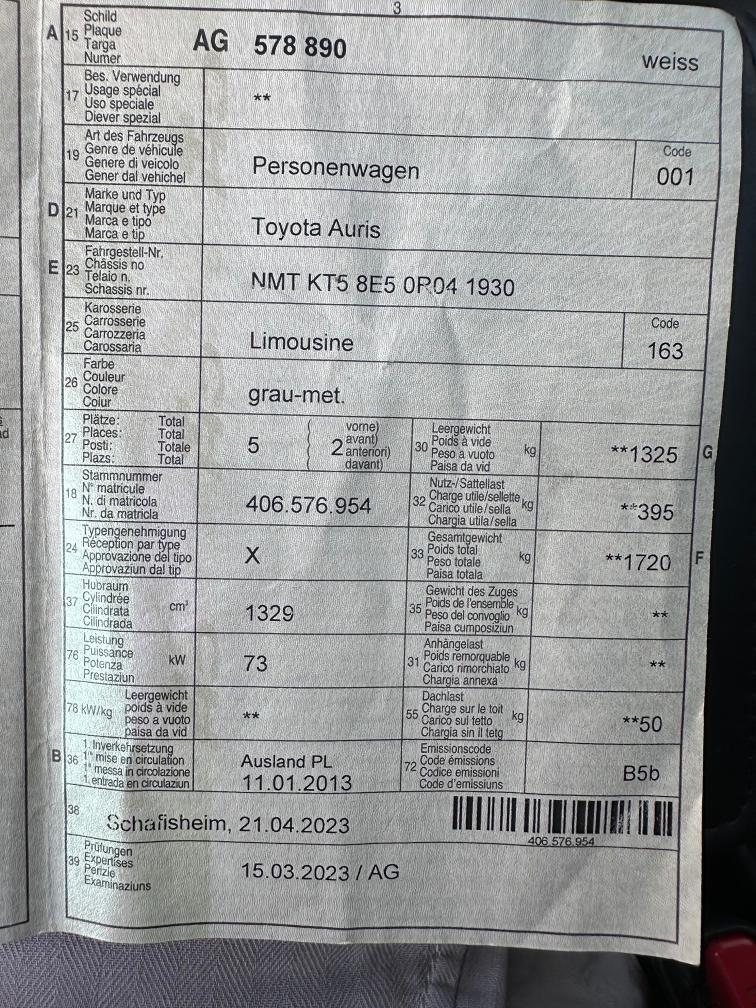 3
A 15 Schild
Plaque
Targa
Numer
AG 578 890 weiss
17 Bes. Verwendung
Usage spécial
Uso speciale
Diever spezial
**
19 Art des Fahrzeugs
Genre de véhicule
Genere di veicolo
Gener dal vehichel
Personenwagen
Code
001
D 21 Marke und Typ
Marque et type
Marca e tipo
Marca e tip
Toyota Auris
E 23 Fahrgestell-Nr.
Châssis no
Telaio n.
Schassis nr.
NMT KT5 8E5 0R04 1930
25 Karosserie
Carrosserie
Carrozzeria
Carossaria
Limousine
Code
163
26 Farbe
Couleur
Colore
Colur
grau-met.
27 Plätze: Total
Places: Total
Posti: Totale
Plazs: Total
5
2 vorne)
avant)
anteriori)
davant)
30 Leergewicht
Poids à vide
Peso a vuoto
Paisa da vid
kg
**1325 G
18 Stammnummer
N° matricule
N. di matricola
Nr. da matricla
406.576.954
32 Nutz-/Sattellast
Charge utile/sellette
Carico utile/sella
Chargia utila/sella
kg
**395
24 Typengenehmigung
Réception par type
Approvazione del tipo
Approvaziun dal tip
X
33 Gesamtgewicht
Poids total
Peso totale
Paisa totala
kg
**1720 F
37 Hubraum
Cylindrée
Cilindrata
Cilindrada
cm³
1329
35 Gewicht des Zuges
Poids de l'ensemble
Peso del convoglio
Paisa cumposiziun
kg
**
76 Leistung
Puissance
Potenza
Prestaziun
kW
73
31 Anhängelast
Poids remorquable
Carico rimorchiato
Chargia annexa
kg
**
78 kW/kg Leergewicht
poids à vide
peso a vuoto
paisa da vid
**
55 Dachlast
Charge sur le toit
Carico sul tetto
Chargia sin il tetg
kg
**50
B 36 1. Inverkehrsetzung
1re mise en circulation
1a messa in circolazione
1. entrada en circulaziun
Ausland PL
11.01.2013
72 Emissionscode
Code émissions
Codice emissioni
Code d'emissiuns
B5b
38 Schafisheim, 21.04.2023
406 576.954
39 Prüfungen
Expertises
Perizie
Examinaziuns
15.03.2023 / AG